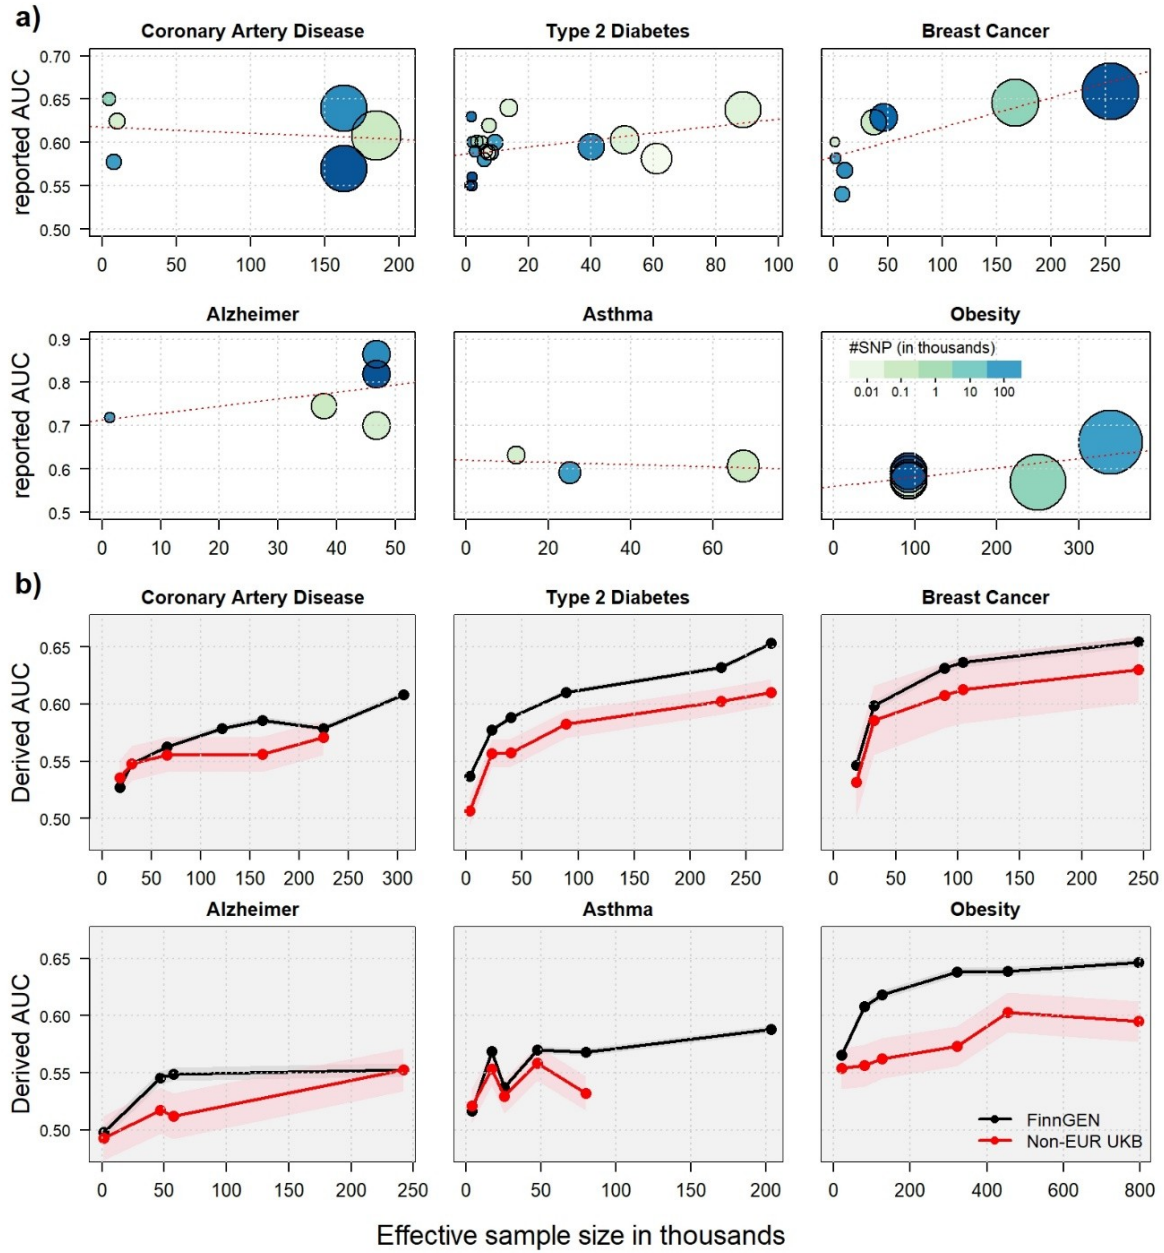 a)
Coronary Artery Disease
Type 2 Diabetes
Breast Cancer
reported AUC
0.70
0.65
0.60
0.55
0.50
0 50 100 150 200
0 20 40 60 80 100
0 50 100 150 200 250
Alzheimer
Asthma
Obesity
reported AUC
0.9
0.8
0.7
0.6
0.5
#SNP (in thousands)
0.01 0.1 1 10 100
0 10 20 30 40 50
0 20 40 60
0 100 200 300
b)
Coronary Artery Disease
Type 2 Diabetes
Breast Cancer
Derived AUC
0.65
0.60
0.55
0.50
0 50 100 150 200 250 300
0 50 100 150 200 250
0 50 100 150 200 250
Alzheimer
Asthma
Obesity
Derived AUC
0.65
0.60
0.55
0.50
FinnGEN
Non-EUR UKB
0 50 100 150 200 250
0 50 100 150 200
0 200 400 600 800
Effective sample size in thousands